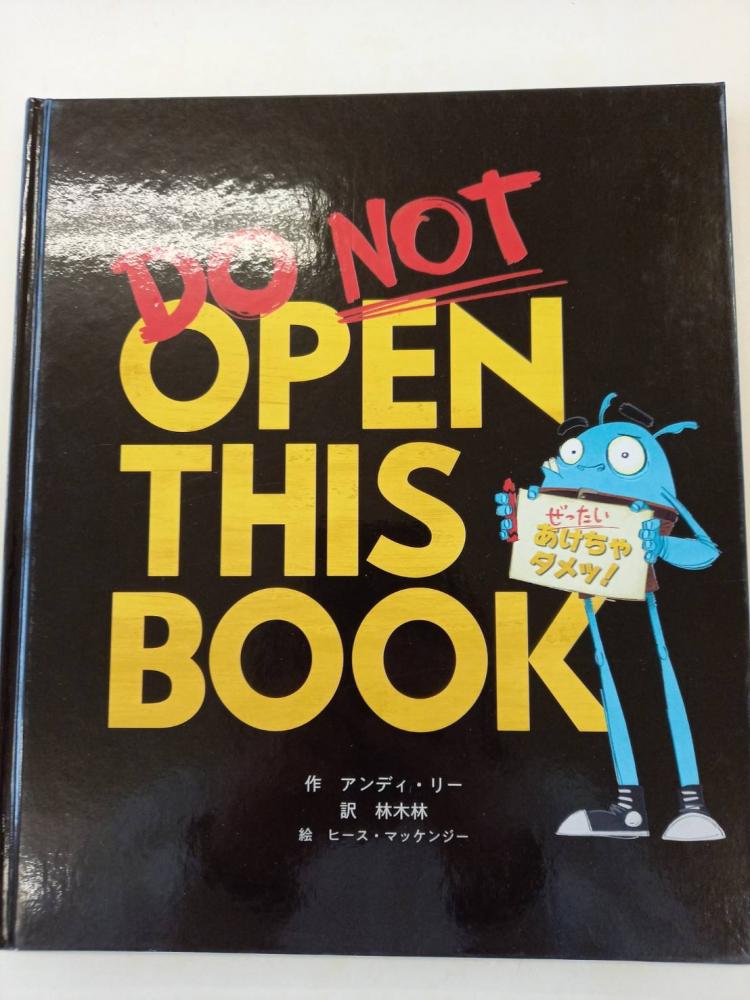 DO NOT
OPEN
THIS
BOOK
ぜったい
あけちゃ
ダメッ!
作 アンディ・リー
訳 林木林
絵 ヒース・マッケンジー